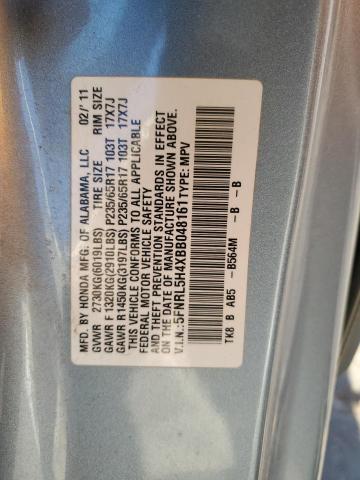 MFD. BY HONDA MFG. OF ALABAMA, LLC 02/' 11
GVWR 2730KG(6019LBS) TIRE SIZE RIM SIZE
GAWR F 1320KG(2910LBS) P235/65R17 103T 17X7J
GAWR R1450KG(3197LBS) P235/65R17 103T 17X7J
THIS VEHICLE CONFORMS TO ALL APPLICABLE
FEDERAL MOTOR VEHICLE SAFETY
AND THEFT PREVENTION STANDARDS IN EFFECT
ON THE DATE OF MANUFACTURE SHOWN ABOVE.
V.I.N.:5FNRL5H4XBB048161 TYPE: MPV
TK8 B AB5 -B564M -B -B